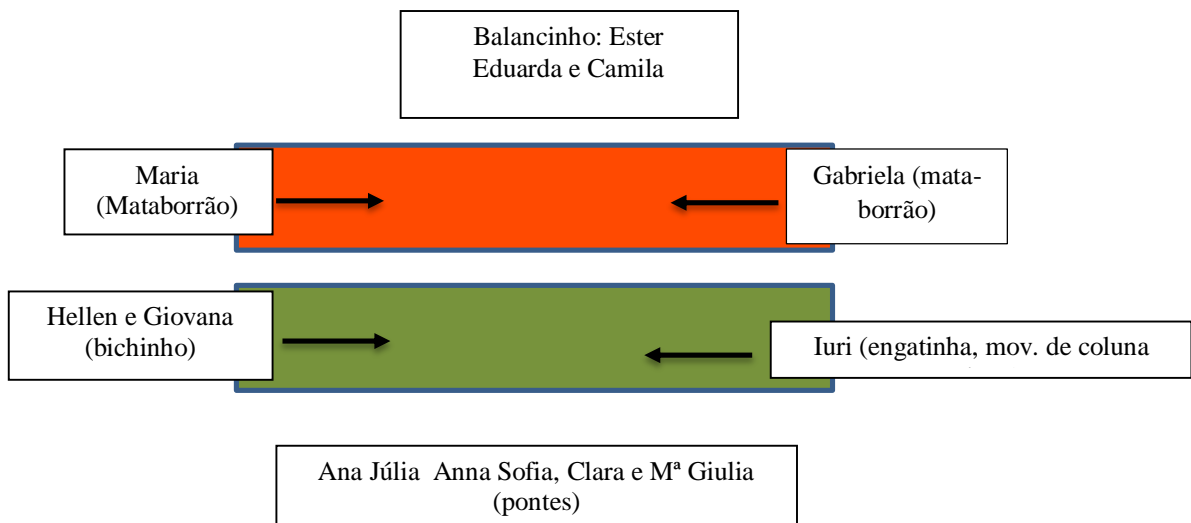 Balancinho: Ester
Eduarda e Camila
Maria
(Mataborrão)
Gabriela (mata-
borrão)
Hellen e Giovana
(bichinho)
Iuri (engatinha, mov. de coluna
Ana Júlia  Anna Sofia, Clara e Mª Giulia
(pontes)